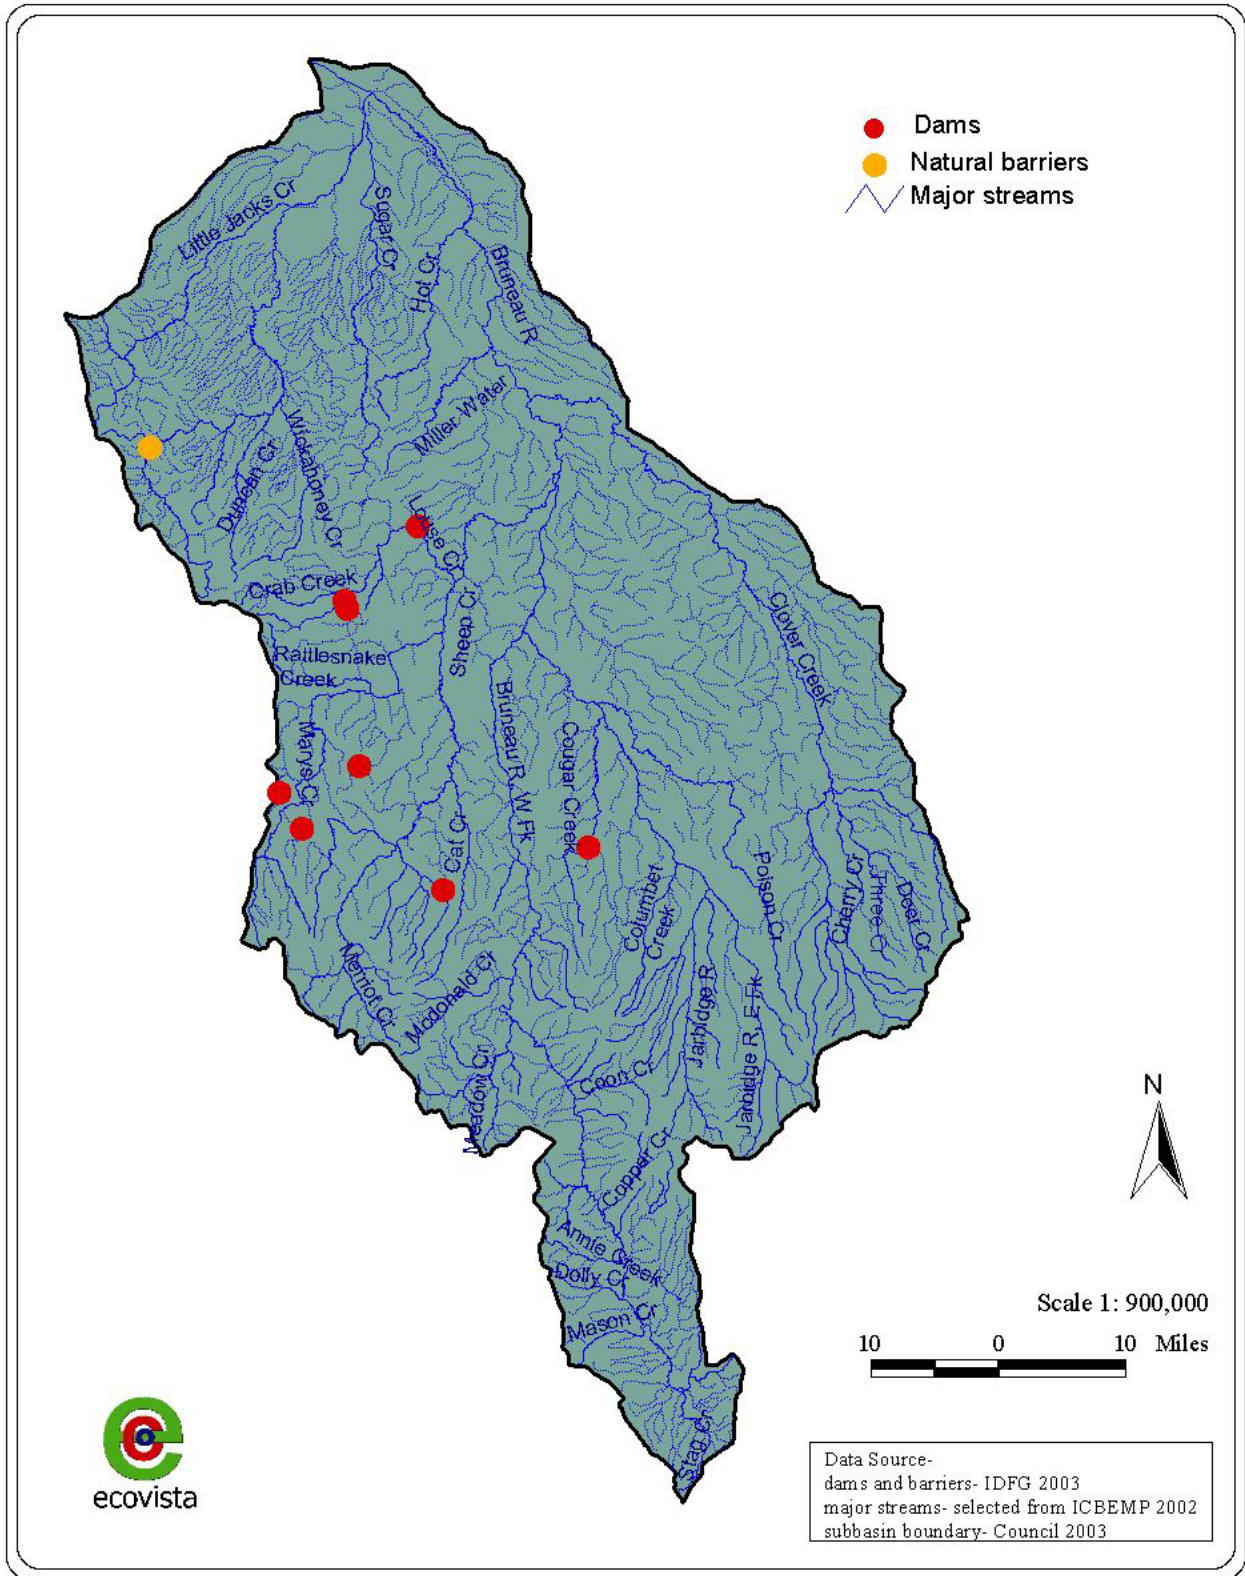 Dams
Natural barriers
Major streams
Little Jacks Cr
Sugar Cr
Hot Cr
Bruneau R
Miller Water
Wickahoney Cr
Duncan Cr
Louse Cr
Crab Creek
Sheep Cr
Clover Creek
Rattlesnake
Creek
Bruneau R, W Fk
Cougar Creek
Marys Cr
Cat Cr
Columbet
Creek
Poison Cr
Cherry Cr
Three Cr
Deer Cr
Merriot Cr
Mcdonald Cr
Jarbidge R
Jarbidge R, E Fk
Meadow Cr
Coon Cr
Copper Cr
Annie Creek
Dolly Cr
Mason Cr
Stag Cr
N
Scale 1: 900,000
10 0 10 Miles
ecovista
Data Source-
dams and barriers- IDFG 2003
major streams- selected from ICBEMP 2002
subbasin boundary- Council 2003